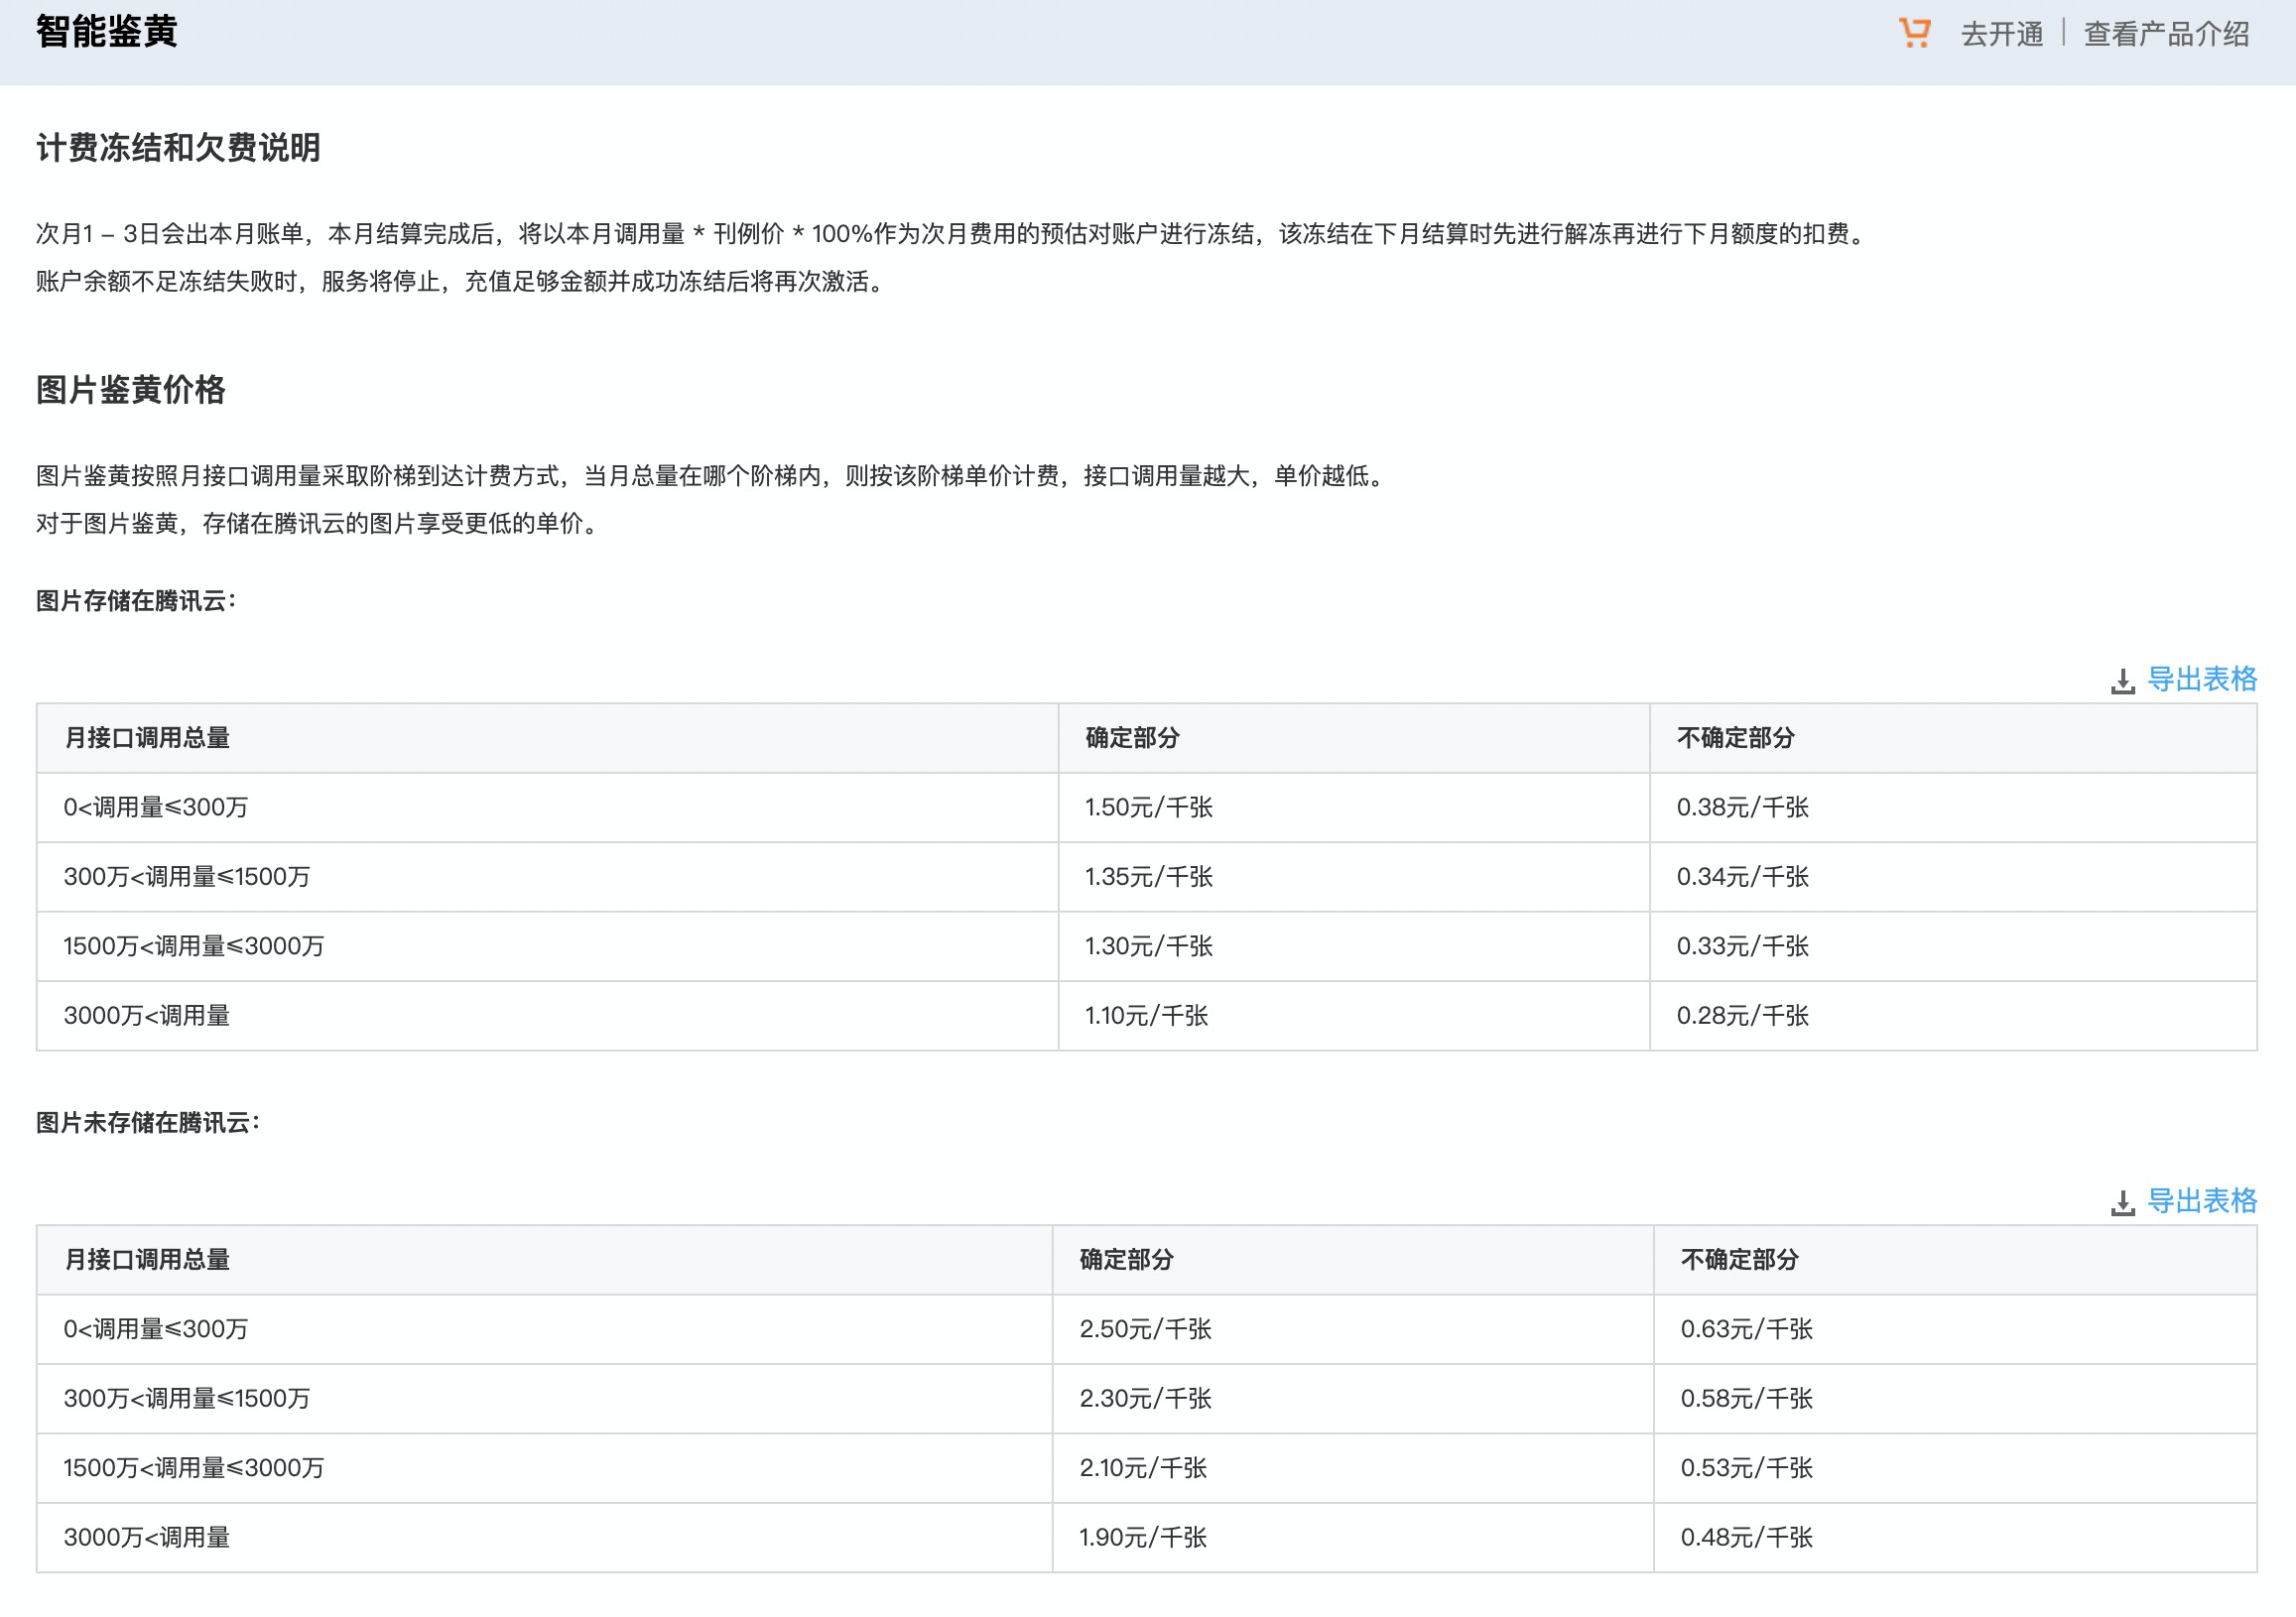 智能鉴黄
去开通 | 查看产品介绍
计费冻结和欠费说明
次月1 – 3日会出本月账单，本月结算完成后，将以本月调用量 * 刊例价 * 100%作为次月费用的预估对账户进行冻结，该冻结在下月结算时先进行解冻再进行下月额度的扣费。
账户余额不足冻结失败时，服务将停止，充值足够金额并成功冻结后将再次激活。
图片鉴黄价格
图片鉴黄按照月接口调用量采取阶梯到达计费方式，当月总量在哪个阶梯内，则按该阶梯单价计费，接口调用量越大，单价越低。
对于图片鉴黄，存储在腾讯云的图片享受更低的单价。
图片存储在腾讯云：
导出表格
月接口调用总量 确定部分 不确定部分
0<调用量≤300万 1.50元/千张 0.38元/千张
300万<调用量≤1500万 1.35元/千张 0.34元/千张
1500万<调用量≤3000万 1.30元/千张 0.33元/千张
3000万<调用量 1.10元/千张 0.28元/千张
图片未存储在腾讯云：
导出表格
月接口调用总量 确定部分 不确定部分
0<调用量≤300万 2.50元/千张 0.63元/千张
300万<调用量≤1500万 2.30元/千张 0.58元/千张
1500万<调用量≤3000万 2.10元/千张 0.53元/千张
3000万<调用量 1.90元/千张 0.48元/千张